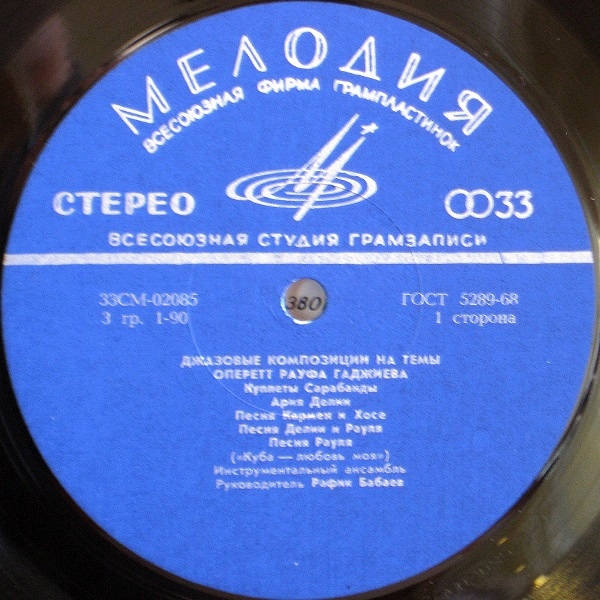 МЕЛОДИЯ
ВСЕСОЮЗНАЯ ФИРМА ГРАМПЛАСТИНОК
СТЕРЕО 33
ВСЕСОЮЗНАЯ СТУДИЯ ГРАМЗАПИСИ
33СМ-02085 380 ГОСТ 5289-68
3 гр. 1-90 1 сторона
ДЖАЗОВЫЕ КОМПОЗИЦИИ НА ТЕМЫ
ОПЕРЕТТ РАУФА ГАДЖИЕВА
Куплеты Сарабанды
Ария Делии
Песня Кармен и Хосе
Песня Делии и Рауля
Песня Рауля
(«Куба — любовь моя»)
Инструментальный ансамбль
Руководитель Рафик Бабаев